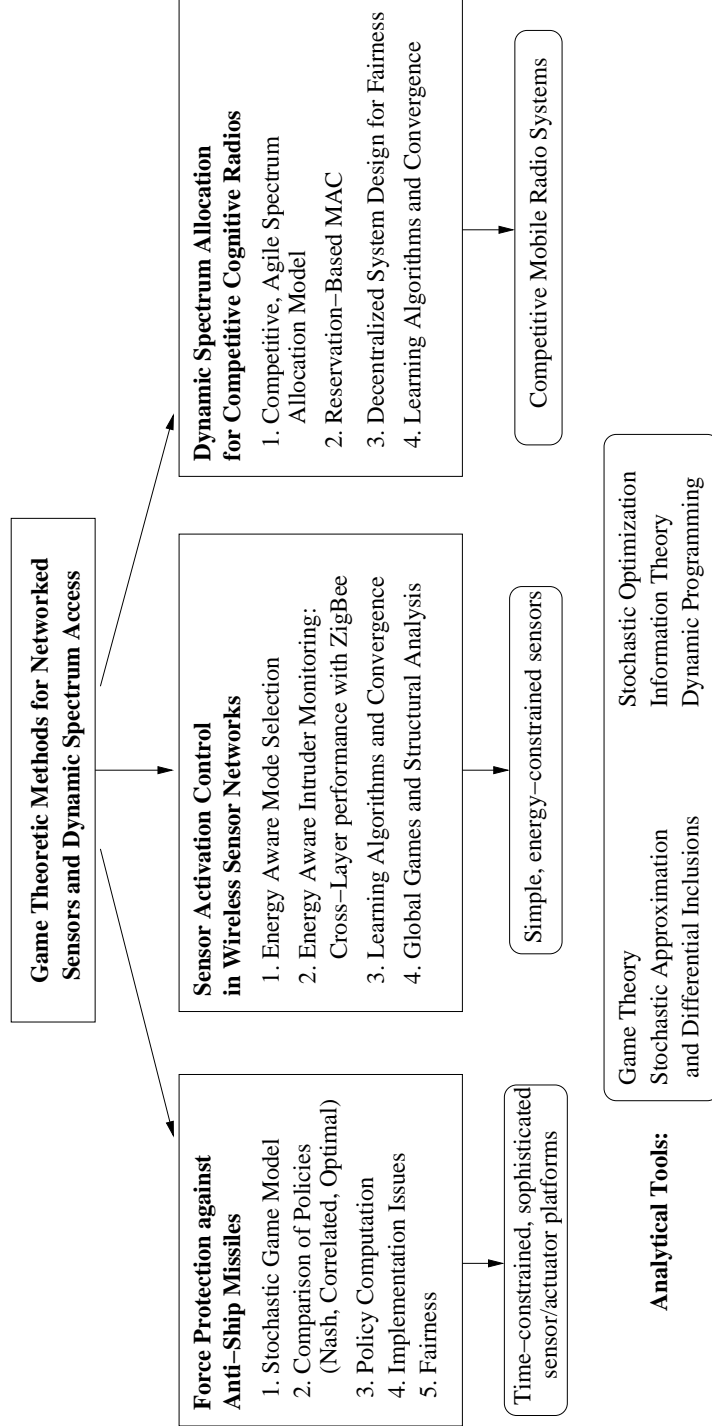 Game Theoretic Methods for Networked
Sensors and Dynamic Spectrum Access
Force Protection against
Anti−Ship Missiles
1. Stochastic Game Model
2. Comparison of Policies
(Nash, Correlated, Optimal)
3. Policy Computation
4. Implementation Issues
5. Fairness
Sensor Activation Control
in Wireless Sensor Networks
1. Energy Aware Mode Selection
2. Energy Aware Intruder Monitoring:
Cross−Layer performance with ZigBee
3. Learning Algorithms and Convergence
4. Global Games and Structural Analysis
Dynamic Spectrum Allocation
for Competitive Cognitive Radios
1. Competitive, Agile Spectrum
Allocation Model
2. Reservation−Based MAC
3. Decentralized System Design for Fairness
4. Learning Algorithms and Convergence
Time−constrained, sophisticated
sensor/actuator platforms
Simple, energy−constrained sensors
Competitive Mobile Radio Systems
Analytical Tools:
Game Theory
Stochastic Approximation
and Differential Inclusions
Stochastic Optimization
Information Theory
Dynamic Programming